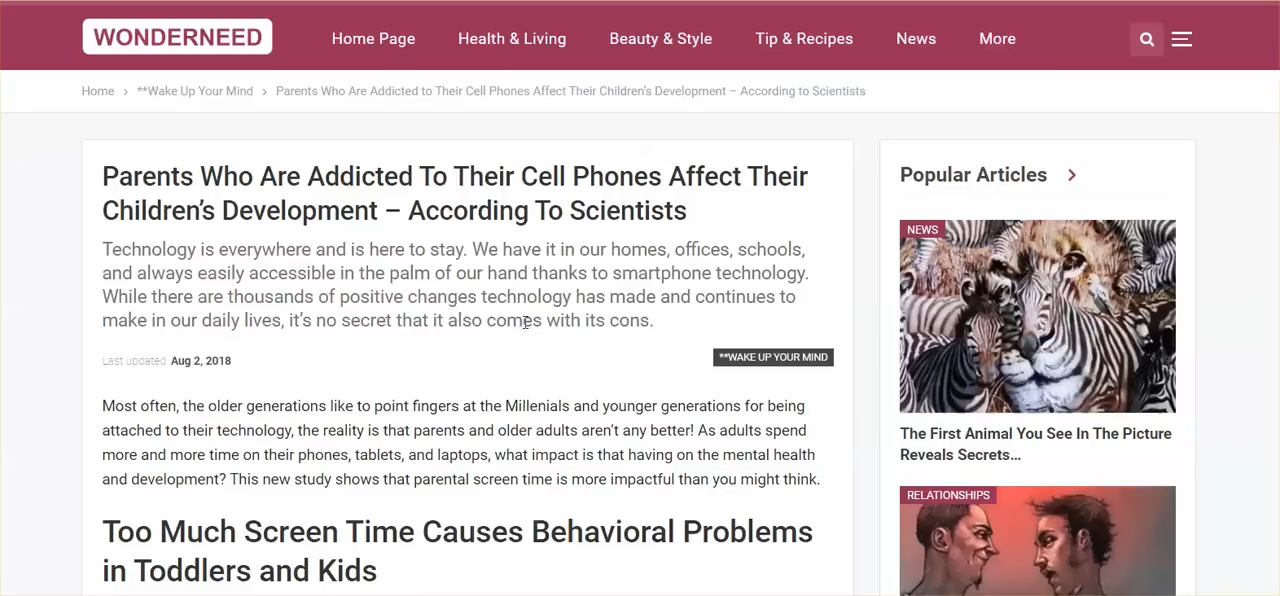 WONDERNEED
Home Page
Health & Living
Beauty & Style
Tip & Recipes
News
More
Home
**Wake Up Your Mind
Parents Who Are Addicted to Their Cell Phones Affect Their Children's Development – According to Scientists
Parents Who Are Addicted To Their Cell Phones Affect Their
Children's Development – According To Scientists
Technology is everywhere and is here to stay. We have it in our homes, offices, schools,
and always easily accessible in the palm of our hand thanks to smartphone technology.
While there are thousands of positive changes technology has made and continues to
make in our daily lives, it's no secret that it also comes with its cons.
Last updated Aug 2, 2018
**WAKE UP YOUR MIND
Most often, the older generations like to point fingers at the Millenials and younger generations for being
attached to their technology, the reality is that parents and older adults aren't any better! As adults spend
more and more time on their phones, tablets, and laptops, what impact is that having on the mental health
and development? This new study shows that parental screen time is more impactful than you might think.
Too Much Screen Time Causes Behavioral Problems
in Toddlers and Kids
Popular Articles
NEWS
The First Animal You See In The Picture
Reveals Secrets...
RELATIONSHIPS